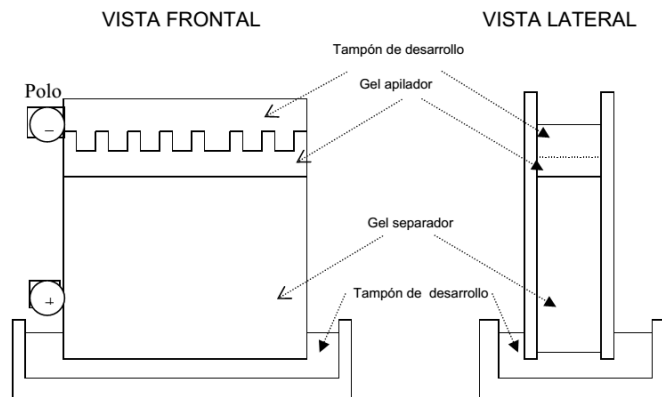 VISTA FRONTAL
VISTA LATERAL
Tampón de desarrollo
Gel apilador
Polo
−
Gel separador
+
Tampón de desarrollo